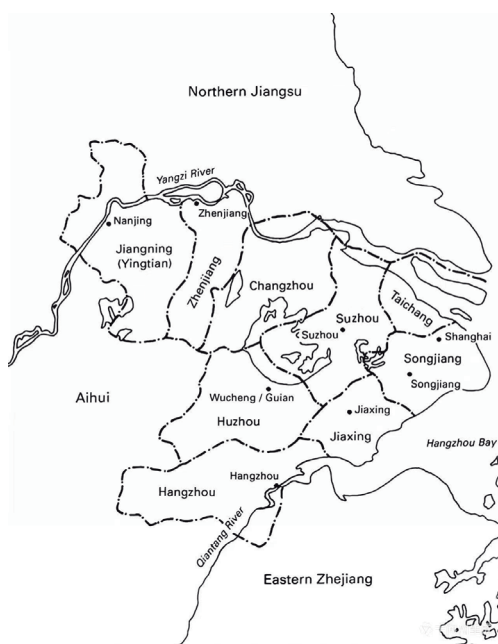 Northern Jiangsu
Yangzi River
Nanjing
Zhenjiang
Jiangning
(Yingtian)
Zhenjiang
Changzhou
Taichang
Suzhou
Suzhou
Shanghai
Songjiang
Songjiang
Aihui
Wucheng / Guian
Huzhou
Jiaxing
Jiaxing
Hangzhou Bay
Hangzhou
Hangzhou
Qiantang River
Eastern Zhejiang